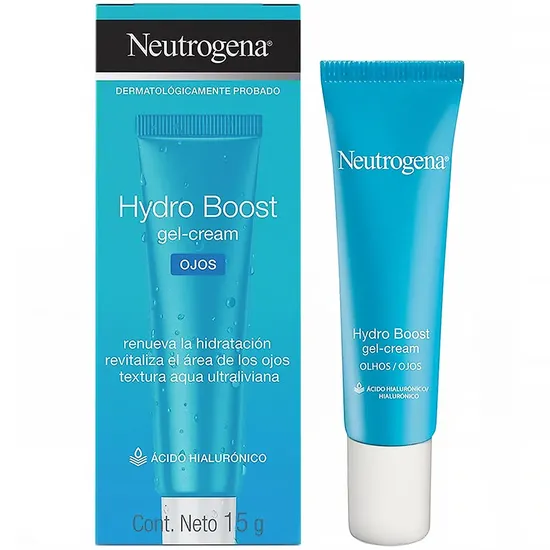 Neutrogena®
DERMATOLÓGICAMENTE PROBADO
Hydro Boost
gel-cream
OJOS
renueva la hidratación
revitaliza el área de los ojos
textura aqua ultraliviana
ÁCIDO HIALURÓNICO
Cont. Neto 15 g
Neutrogena®
Hydro Boost
gel-cream
OLHOS / OJOS
ÁCIDO HIALURÔNICO/
HIALURÓNICO